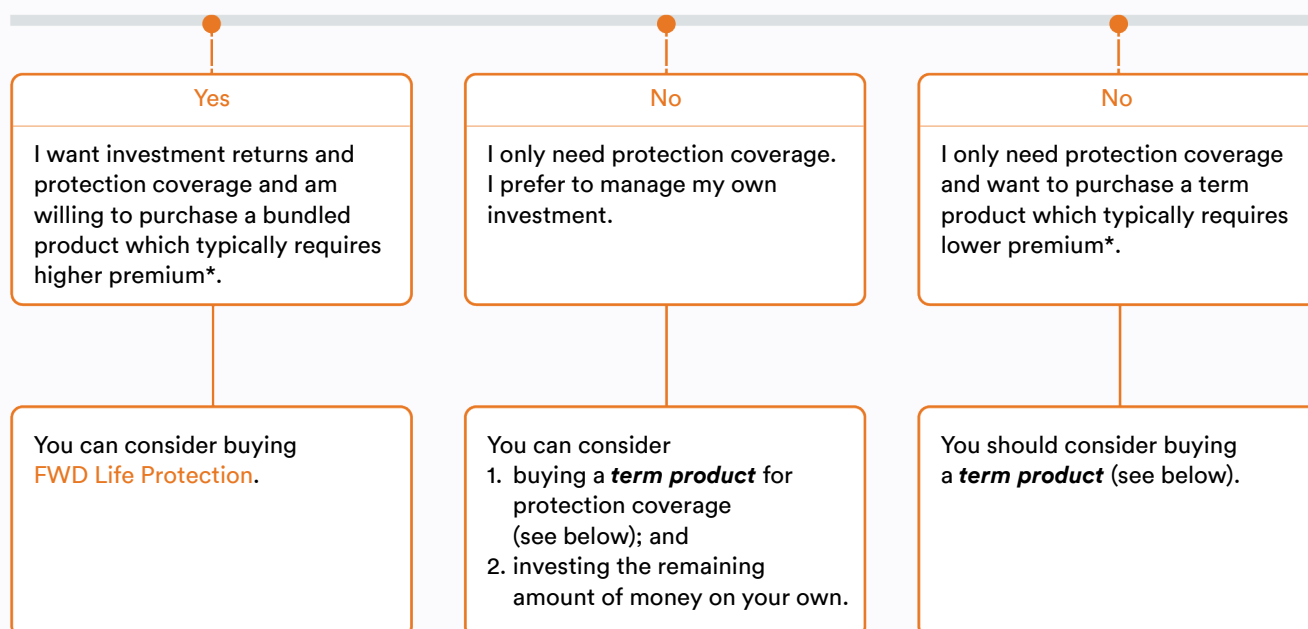 Yes
I want investment returns and
protection coverage and am
willing to purchase a bundled
product which typically requires
higher premium*.
You can consider buying
FWD Life Protection.
No
I only need protection coverage.
I prefer to manage my own
investment.
You can consider
1. buying a term product for
protection coverage
(see below); and
2. investing the remaining
amount of money on your own.
No
I only need protection coverage
and want to purchase a term
product which typically requires
lower premium*.
You should consider buying
a term product (see below).